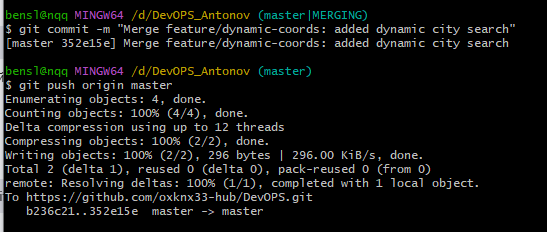 bensl@nqq MINGW64 /d/DevOPS_Antonov (master|MERGING)
$ git commit -m "Merge feature/dynamic-coords: added dynamic city search"
[master 352e15e] Merge feature/dynamic-coords: added dynamic city search
bensl@nqq MINGW64 /d/DevOPS_Antonov (master)
$ git push origin master
Enumerating objects: 4, done.
Counting objects: 100% (4/4), done.
Delta compression using up to 12 threads
Compressing objects: 100% (2/2), done.
Writing objects: 100% (2/2), 296 bytes | 296.00 KiB/s, done.
Total 2 (delta 1), reused 0 (delta 0), pack-reused 0 (from 0)
remote: Resolving deltas: 100% (1/1), completed with 1 local object.
To https://github.com/oxknx33-hub/DevOPS.git
   b236c21..352e15e  master -> master